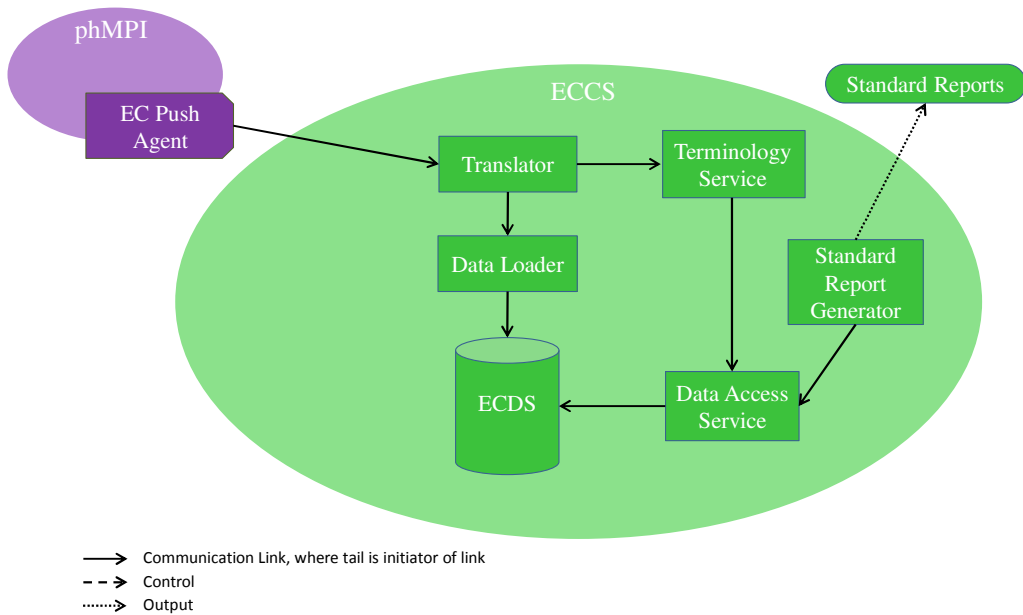 phMPI
EC Push
Agent
ECCS
Standard Reports
Translator
Terminology
Service
Data Loader
Standard
Report
Generator
ECDS
Data Access
Service
Communication Link, where tail is initiator of link
Control
Output